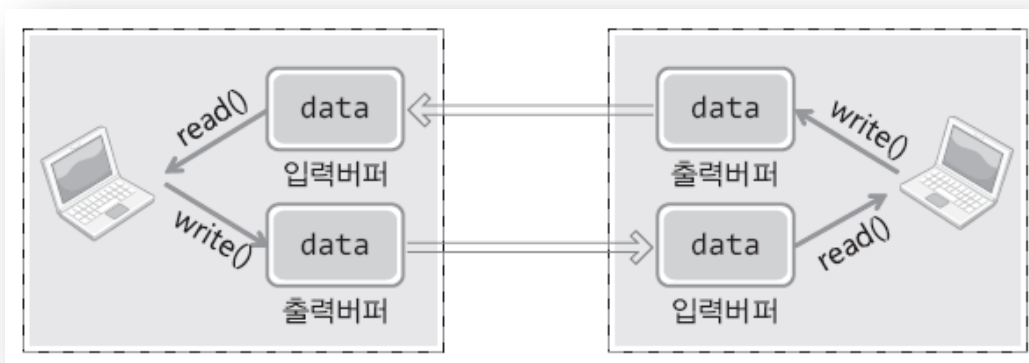 read()
data
입력버퍼
write()
data
출력버퍼
data
출력버퍼
write()
data
입력버퍼
read()